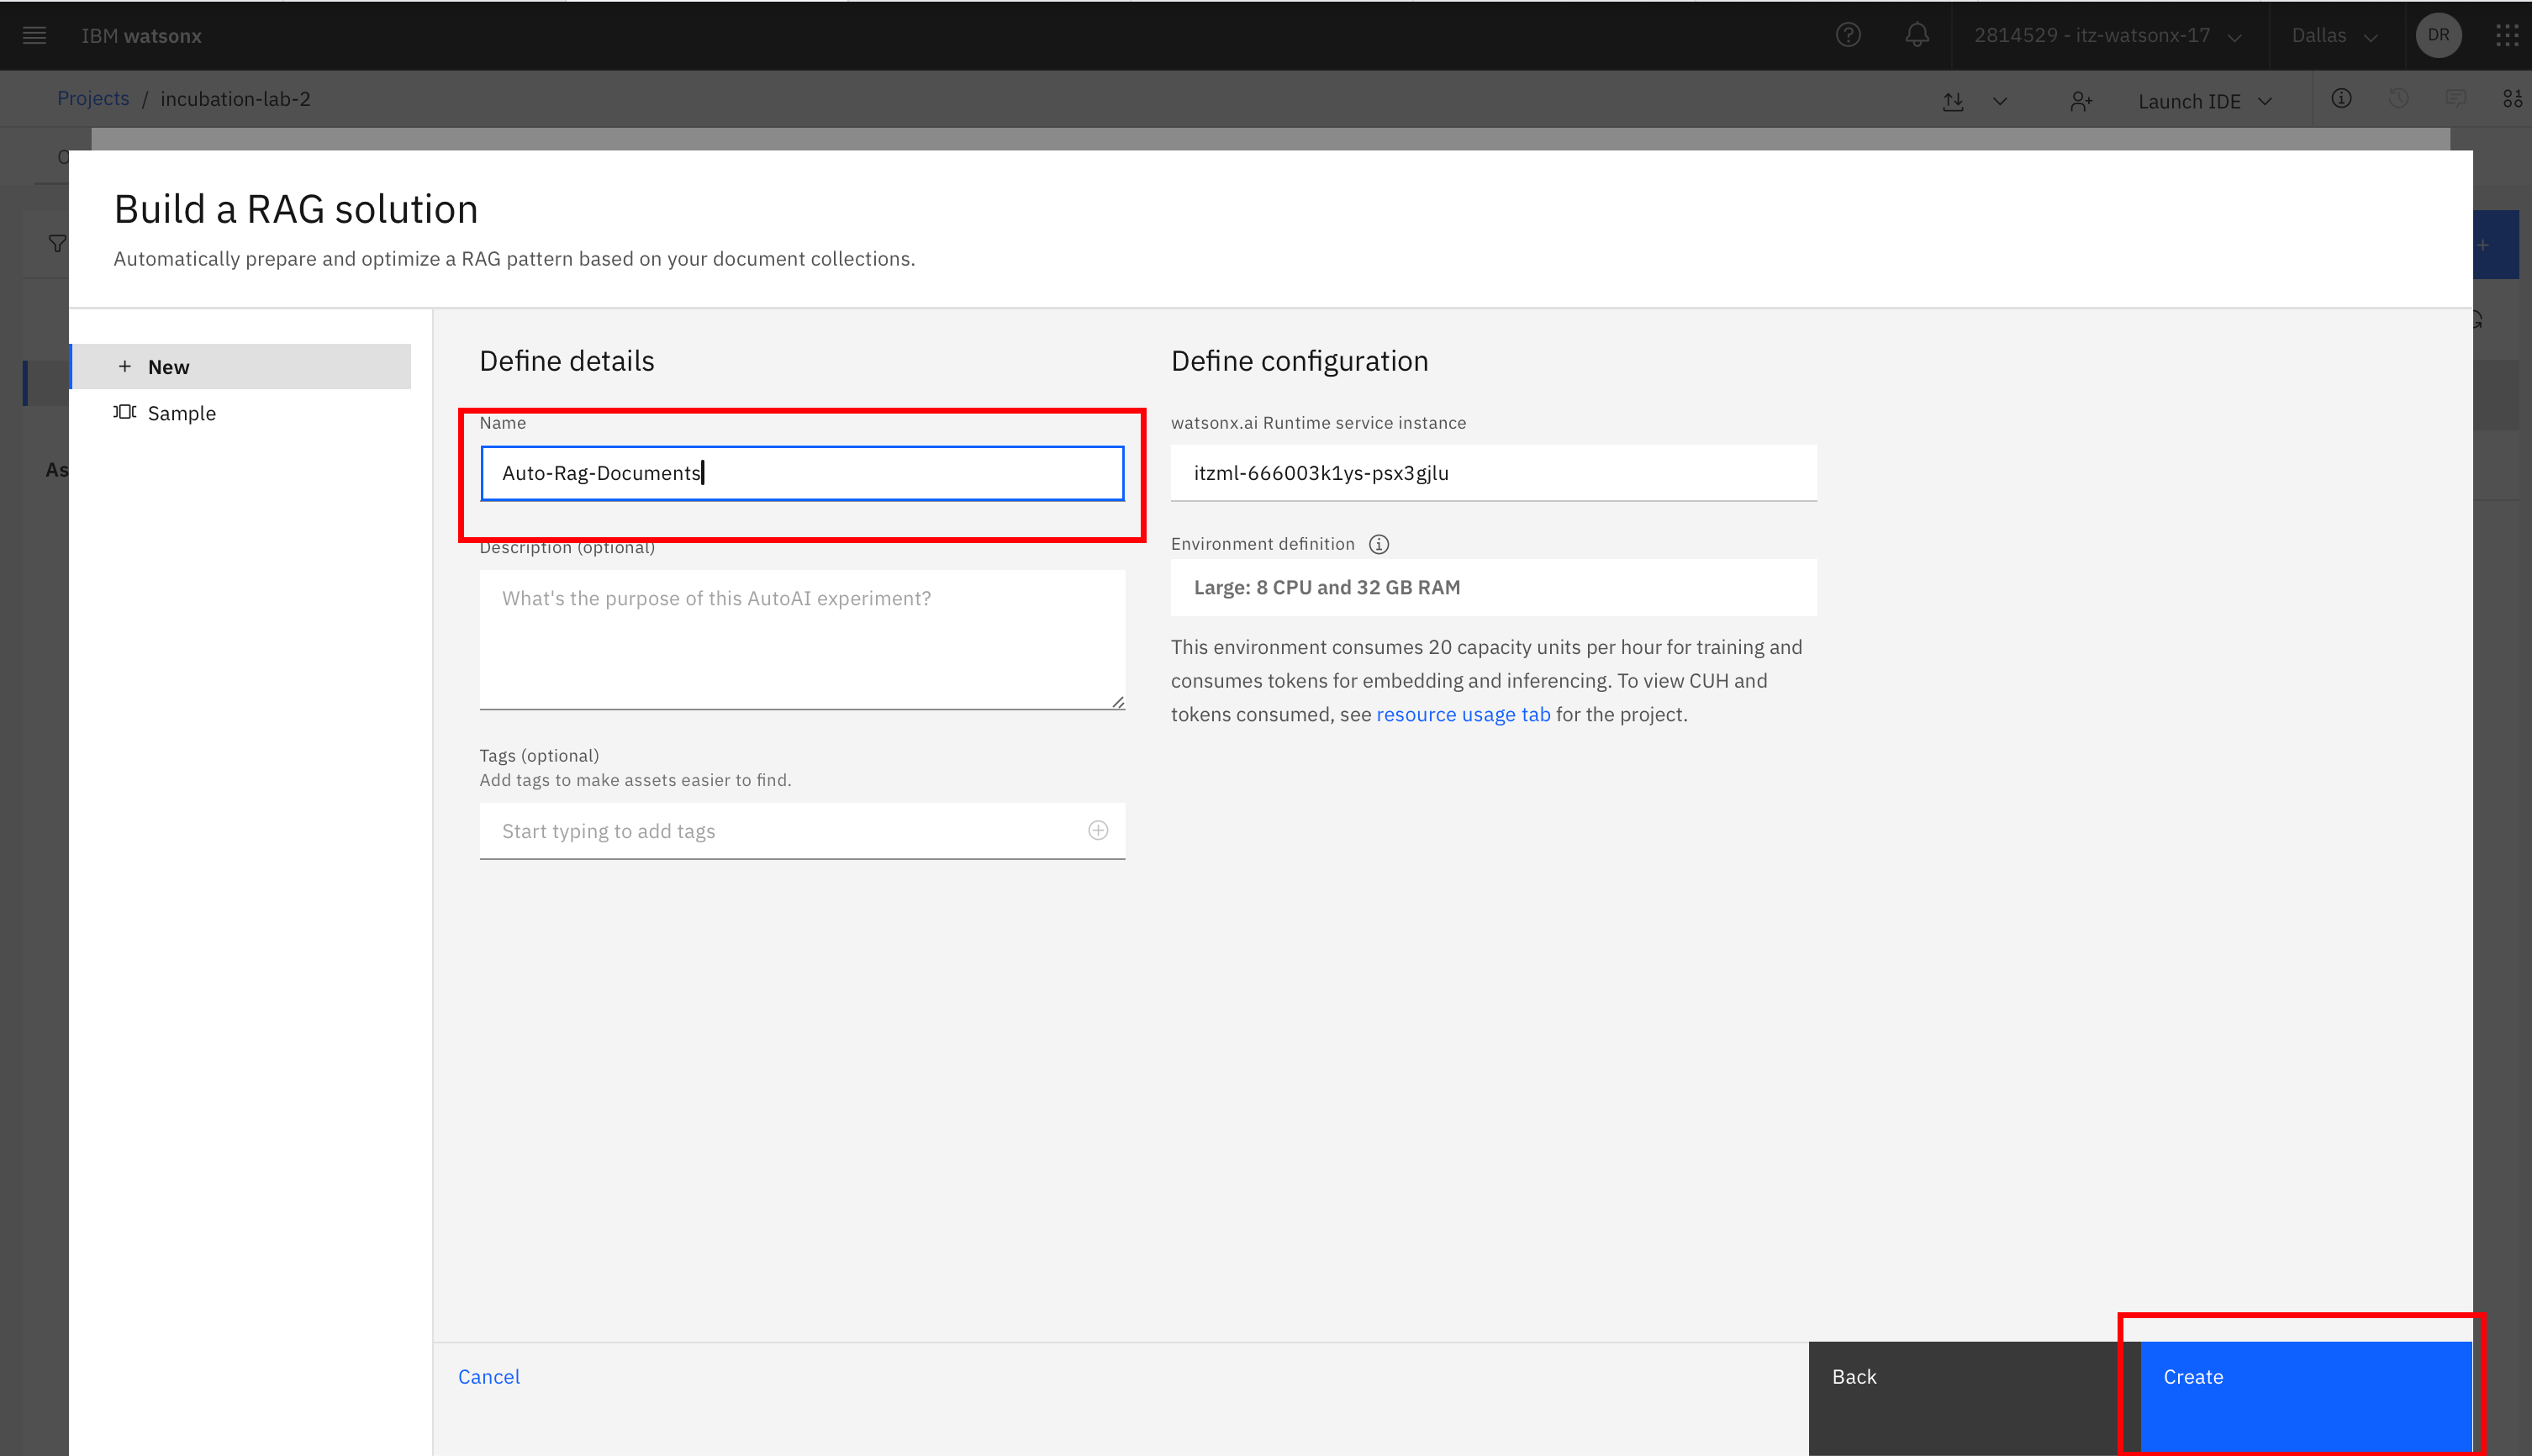 IBM watsonx
2814529 - itz-watsonx-17
Dallas
DR
Projects / incubation-lab-2
Launch IDE
Build a RAG solution
Automatically prepare and optimize a RAG pattern based on your document collections.
New
Sample
As
Define details
Name
Auto-Rag-Documents
Description (optional)
What's the purpose of this AutoAI experiment?
Tags (optional)
Add tags to make assets easier to find.
Start typing to add tags
Define configuration
watsonx.ai Runtime service instance
itzml-666003k1ys-psx3gjlu
Environment definition
Large: 8 CPU and 32 GB RAM
This environment consumes 20 capacity units per hour for training and
consumes tokens for embedding and inferencing. To view CUH and
tokens consumed, see resource usage tab for the project.
Cancel
Back
Create